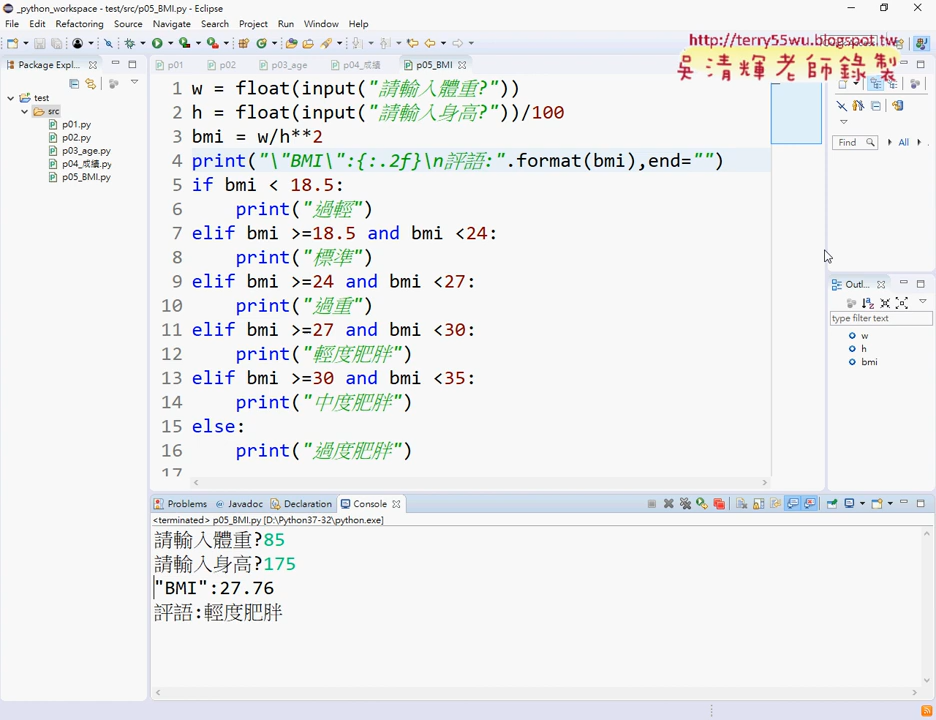 _python_workspace - test/src/p05_BMI.py - Eclipse
File Edit Refactoring Source Navigate Search Project Run Window Help
http://terry55wu.blogspot.tw
吳清輝老師錄製
Package Expl...
p01 p02 p03_age p04_成績 p05_BMI
test
src
p01.py
p02.py
p03_age.py
p04_成績.py
p05_BMI.py
1 w = float(input("請輸入體重?"))
2 h = float(input("請輸入身高?"))/100
3 bmi = w/h**2
4 print("\"BMI\":{:.2f}\n評語:".format(bmi),end="")
5 if bmi < 18.5:
6 print("過輕")
7 elif bmi >=18.5 and bmi <24:
8 print("標準")
9 elif bmi >=24 and bmi <27:
10 print("過重")
11 elif bmi >=27 and bmi <30:
12 print("輕度肥胖")
13 elif bmi >=30 and bmi <35:
14 print("中度肥胖")
15 else:
16 print("過度肥胖")
17
Find All
Outl...
type filter text
w
h
bmi
Problems Javadoc Declaration Console
<terminated> p05_BMI.py [D:\Python37-32\python.exe]
請輸入體重?85
請輸入身高?175
"BMI":27.76
評語:輕度肥胖